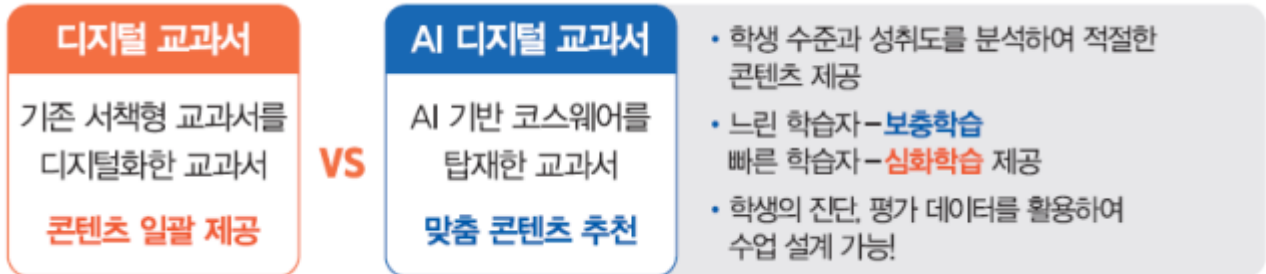 디지털 교과서
기존 서책형 교과서를
디지털화한 교과서
콘텐츠 일괄 제공
VS
AI 디지털 교과서
AI 기반 코스웨어를
탑재한 교과서
맞춤 콘텐츠 추천
• 학생 수준과 성취도를 분석하여 적절한
콘텐츠 제공
• 느린 학습자 – 보충학습
빠른 학습자 – 심화학습 제공
• 학생의 진단, 평가 데이터를 활용하여
수업 설계 가능!